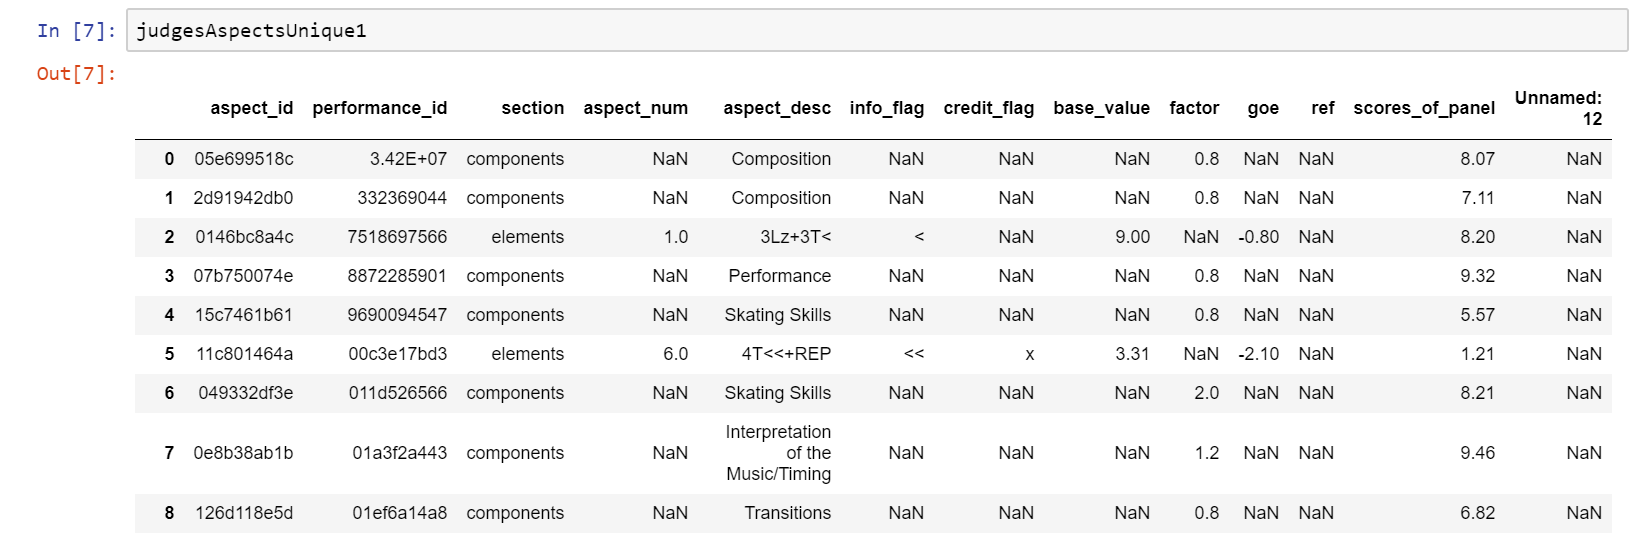 In [7]: judgesAspectsUnique1
Out[7]:
aspect_id performance_id section aspect_num aspect_desc info_flag credit_flag base_value factor goe ref scores_of_panel Unnamed: 12
0 05e699518c 3.42E+07 components NaN Composition NaN NaN NaN 0.8 NaN NaN 8.07 NaN
1 2d91942db0 332369044 components NaN Composition NaN NaN NaN 0.8 NaN NaN 7.11 NaN
2 0146bc8a4c 7518697566 elements 1.0 3Lz+3T< < NaN 9.00 NaN -0.80 NaN 8.20 NaN
3 07b750074e 8872285901 components NaN Performance NaN NaN NaN 0.8 NaN NaN 9.32 NaN
4 15c7461b61 9690094547 components NaN Skating Skills NaN NaN NaN 0.8 NaN NaN 5.57 NaN
5 11c801464a 00c3e17bd3 elements 6.0 4T<<+REP << x 3.31 NaN -2.10 NaN 1.21 NaN
6 049332df3e 011d526566 components NaN Skating Skills NaN NaN NaN 2.0 NaN NaN 8.21 NaN
7 0e8b38ab1b 01a3f2a443 components NaN Interpretation of the Music/Timing NaN NaN NaN 1.2 NaN NaN 9.46 NaN
8 126d118e5d 01ef6a14a8 components NaN Transitions NaN NaN NaN 0.8 NaN NaN 6.82 NaN